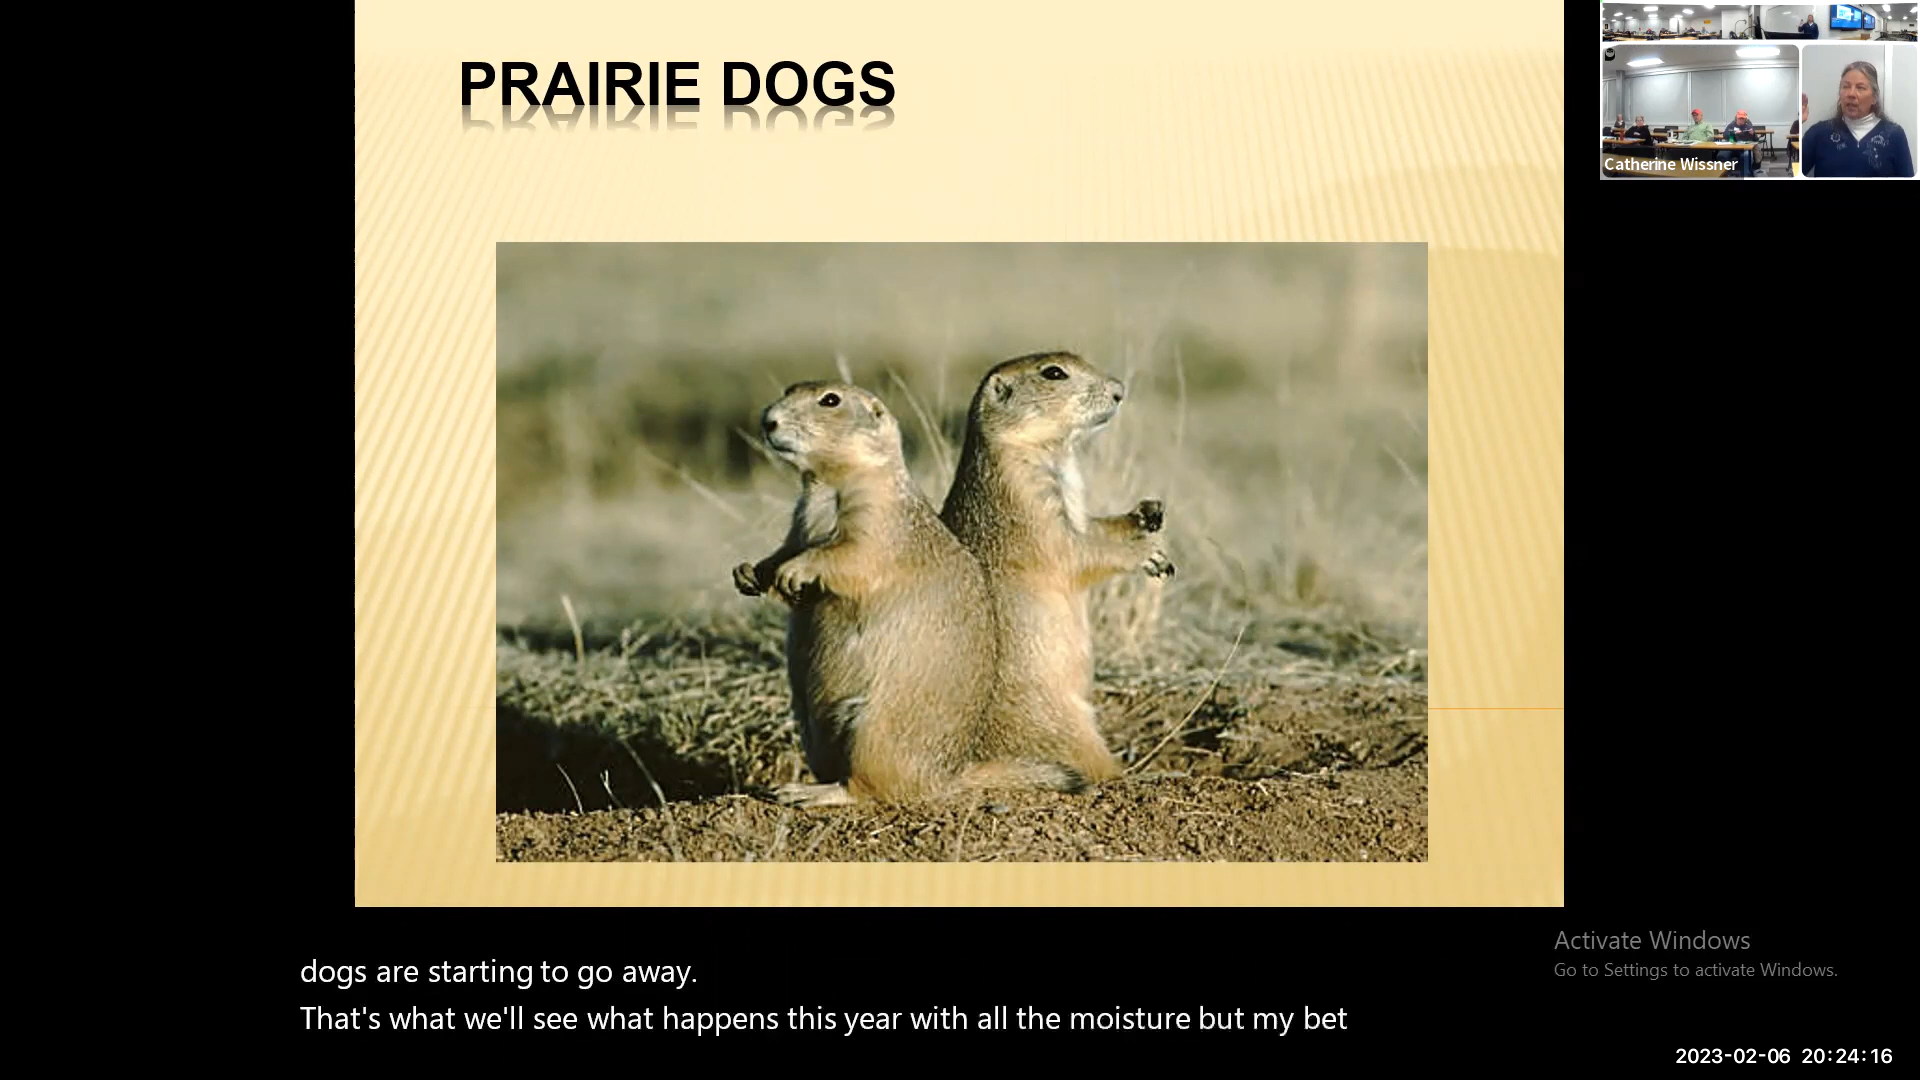 PRAIRIE DOGS
Catherine Wissner
dogs are starting to go away.
That's what we'll see what happens this year with all the moisture but my bet
Activate Windows
Go to Settings to activate Windows.
2023-02-06 20:24:16